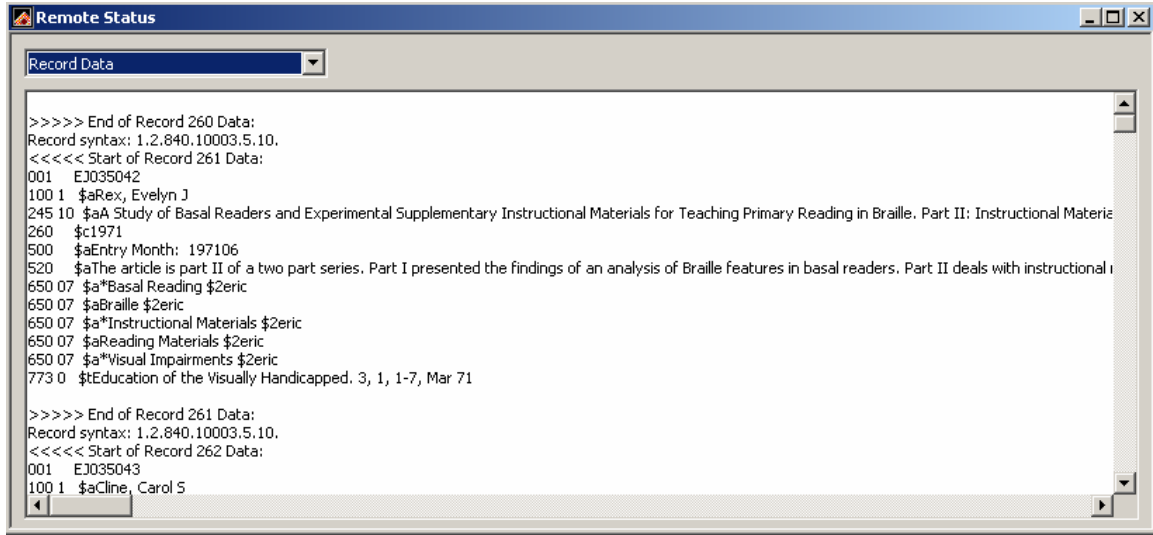 Remote Status
Record Data
>>>>> End of Record 260 Data:
Record syntax: 1.2.840.10003.5.10.
<<<<< Start of Record 261 Data:
001 EJ035042
100 1 $aRex, Evelyn J
245 10 $aA Study of Basal Readers and Experimental Supplementary Instructional Materials for Teaching Primary Reading in Braille. Part II: Instructional Materia
260 $c1971
500 $aEntry Month: 197106
520 $aThe article is part II of a two part series. Part I presented the findings of an analysis of Braille features in basal readers. Part II deals with instructional
650 07 $a*Basal Reading $2eric
650 07 $aBraille $2eric
650 07 $a*Instructional Materials $2eric
650 07 $aReading Materials $2eric
650 07 $a*Visual Impairments $2eric
773 0 $tEducation of the Visually Handicapped. 3, 1, 1-7, Mar 71
>>>>> End of Record 261 Data:
Record syntax: 1.2.840.10003.5.10.
<<<<< Start of Record 262 Data:
001 EJ035043
100 1 $aCline, Carol S